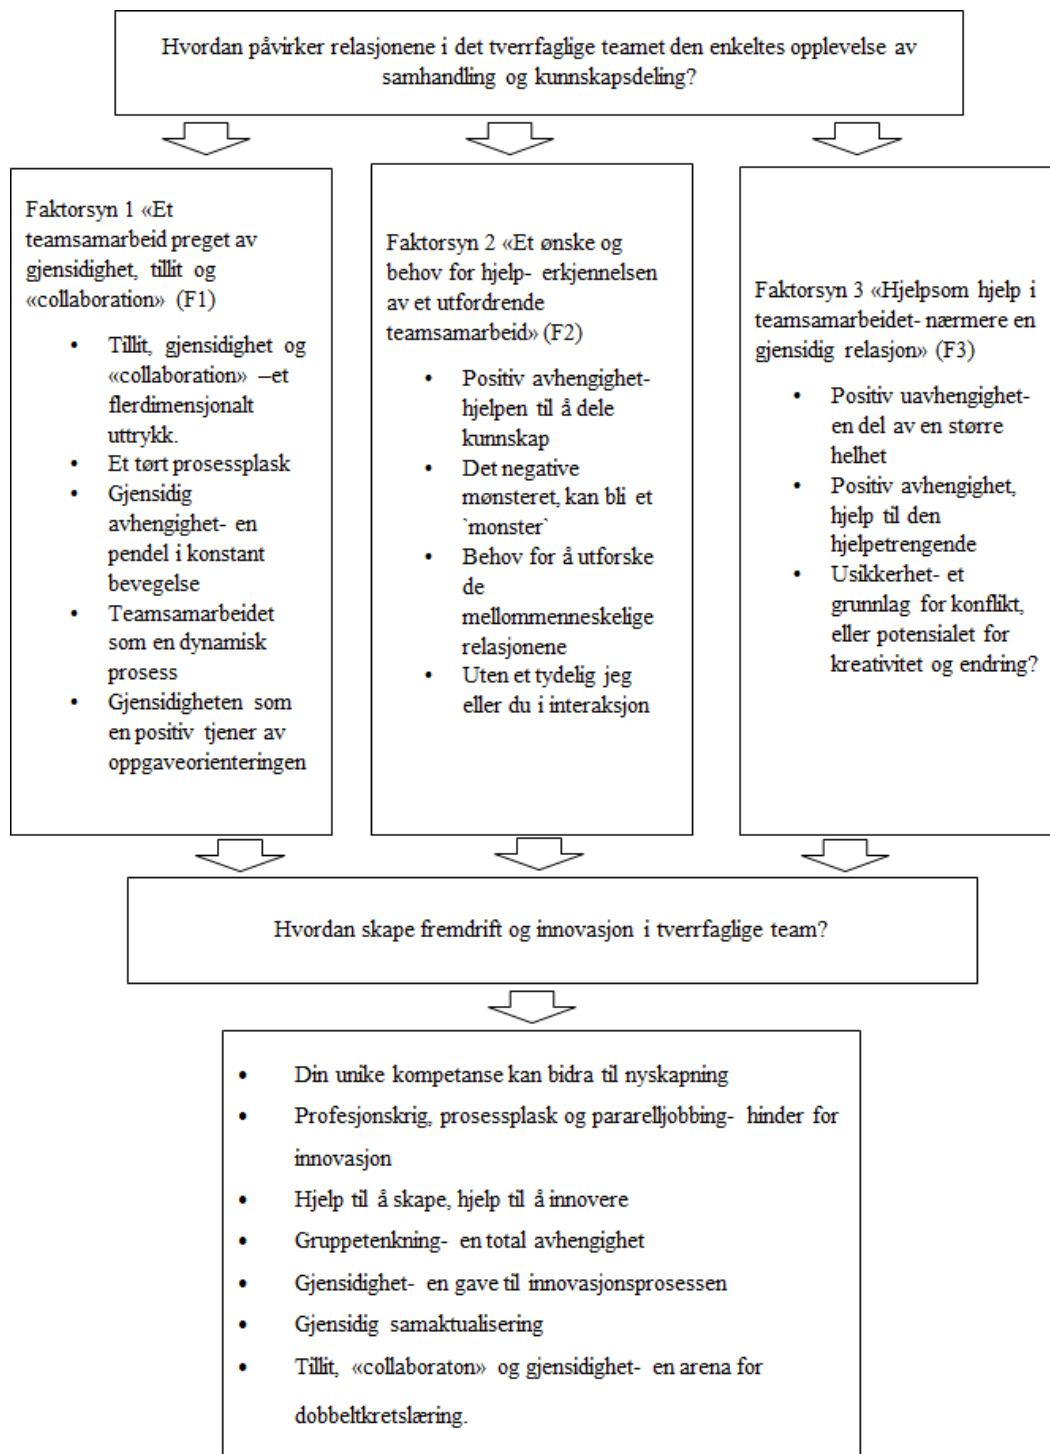 Hvordan påvirker relasjonene i det tverrfaglige teamet den enkeltes opplevelse av
samhandling og kunnskapsdeling?
Faktorsyn 1 «Et
teamsamarbeid preget av
gjensidighet, tillit og
«collaboration» (F1)
• Tillit, gjensidighet og
«collaboration» –et
flerdimensjonalt
uttrykk.
• Et tørt prosessplask
• Gjensidig
avhengighet- en
pendel i konstant
bevegelse
• Teamsamarbeidet
som en dynamisk
prosess
• Gjensidigheten som
en positiv tjener av
oppgaveorienteringen
Faktorsyn 2 «Et ønske og
behov for hjelp- erkjennelsen
av et utfordrende
teamsamarbeid» (F2)
• Positiv avhengighet-
hjelpen til å dele
kunnskap
• Det negative
mønsteret, kan bli et
`monster`
• Behov for å utforske
de
mellommenneskelige
relasjonene
• Uten et tydelig jeg
eller du i interaksjon
Faktorsyn 3 «Hjelpsom hjelp i
teamsamarbeidet- nærmere en
gjensidig relasjon» (F3)
• Positiv uavhengighet-
en del av en større
helhet
• Positiv avhengighet,
hjelp til den
hjelpetrengende
• Usikkerhet- et
grunnlag for konflikt,
eller potensialet for
kreativitet og endring?
Hvordan skape fremdrift og innovasjon i tverrfaglige team?
• Din unike kompetanse kan bidra til nyskapning
• Profesjonskrig, prosessplask og pararelljobbing- hinder for
innovasjon
• Hjelp til å skape, hjelp til å innovere
• Gruppetenkning- en total avhengighet
• Gjensidighet- en gave til innovasjonsprosessen
• Gjensidig samaktualisering
• Tillit, «collaboraton» og gjensidighet- en arena for
dobbeltkretslæring.